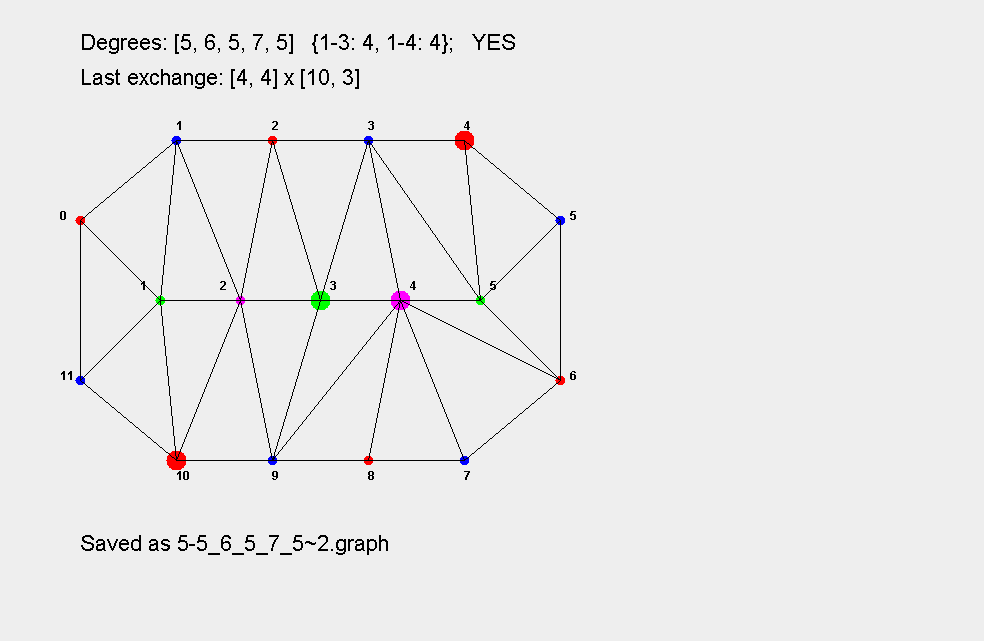 Degrees: [5, 6, 5, 7, 5]   {1-3: 4, 1-4: 4};   YES
Last exchange: [4, 4] x [10, 3]
1 2 3 4
0 5
1 2 3 4 5
11 6
10 9 8 7
Saved as 5-5_6_5_7_5~2.graph